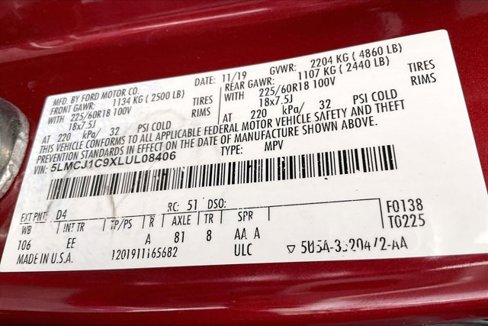 MFD. BY FORD MOTOR CO.
DATE: 11/19 GVWR: 2204 KG (4860 LB)
FRONT GAWR: 1134 KG (2500 LB) REAR GAWR: 1107 KG (2440 LB)
WITH 225/60R18 100V TIRES WITH 225/60R18 100V TIRES
18x7.5J RIMS 18x7.5J RIMS
AT 220 kPa/ 32 PSI COLD AT 220 kPa/ 32 PSI COLD
THIS VEHICLE CONFORMS TO ALL APPLICABLE FEDERAL MOTOR VEHICLE SAFETY AND THEFT
PREVENTION STANDARDS IN EFFECT ON THE DATE OF MANUFACTURE SHOWN ABOVE.
VIN: 5LMCJ1C9XLUL08406 TYPE: MPV
EXT PNT: D4 RC: 51 DSO: F0138
WB INT TR TP/PS R AXLE TR SPR T0225
106 EE A 81 8 AA A
MADE IN U.S.A. 1201911165682 ULC